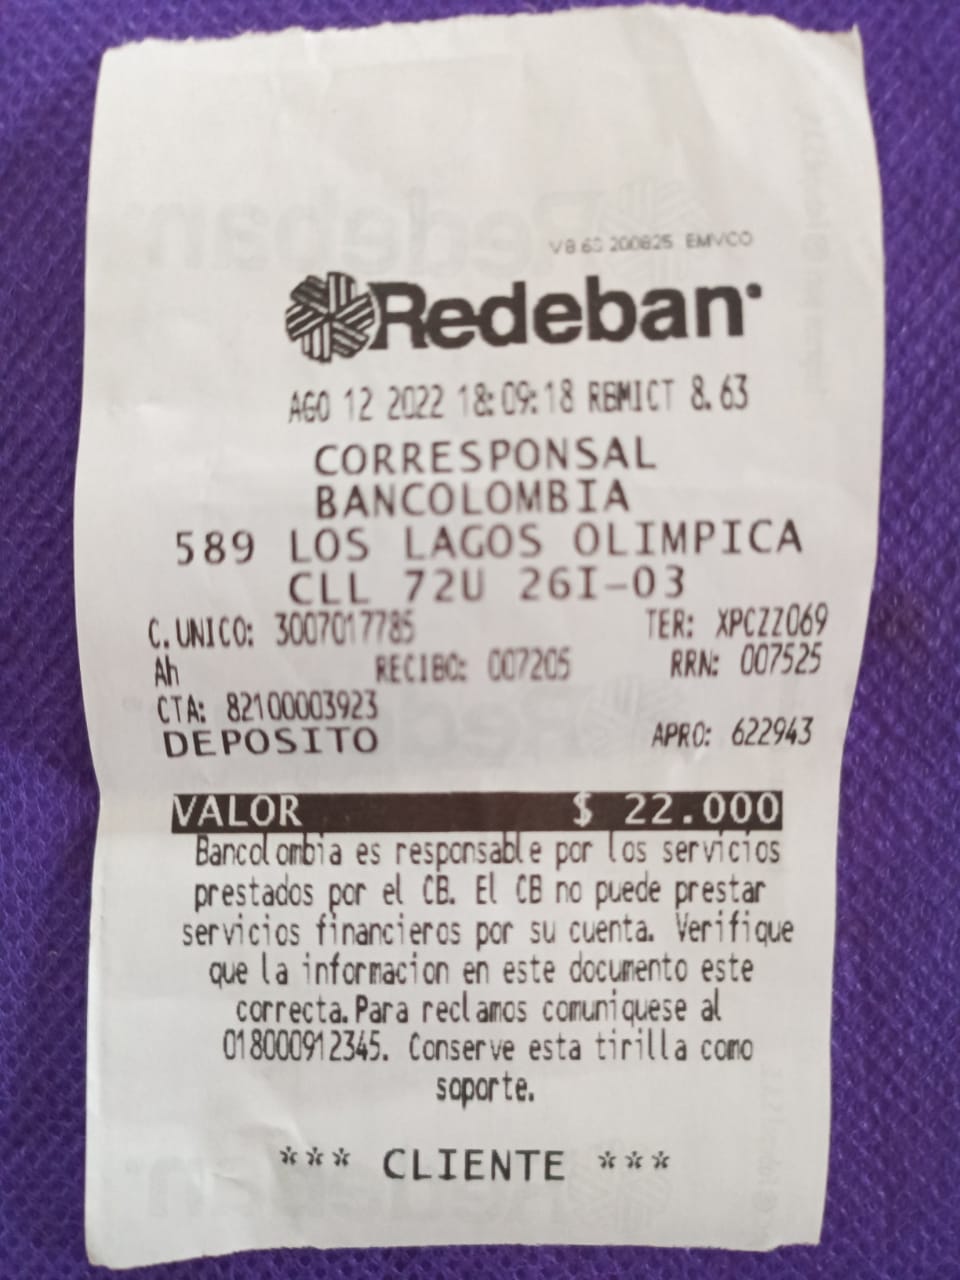 V8.63 200825 EMVCO
Redeban
AGO 12 2022 18:09:18 RBMICT 8.63
CORRESPONSAL
BANCOLOMBIA
589 LOS LAGOS OLIMPICA
CLL 72U 26I-03
C.UNICO: 3007017785 TER: XPCZZ069
Ah RECIBO: 007205 RRN: 007525
CTA: 82100003923
DEPOSITO APRO: 622943
VALOR $ 22.000
Bancolombia es responsable por los servicios
prestados por el CB. El CB no puede prestar
servicios financieros por su cuenta. Verifique
que la informacion en este documento este
correcta.Para reclamos comuniquese al
018000912345. Conserve esta tirilla como
soporte.
*** CLIENTE ***